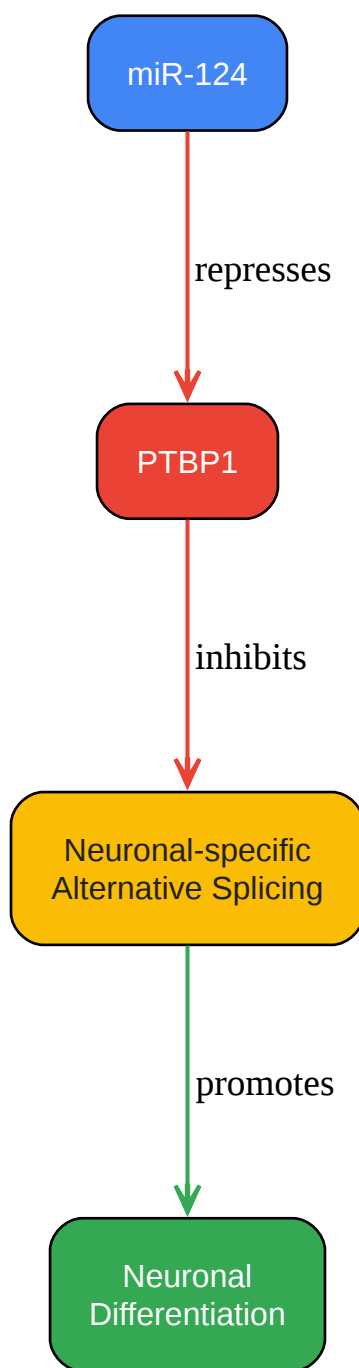 miR-124
represses
PTBP1
inhibits
Neuronal-specific
Alternative Splicing
promotes
Neuronal
Differentiation